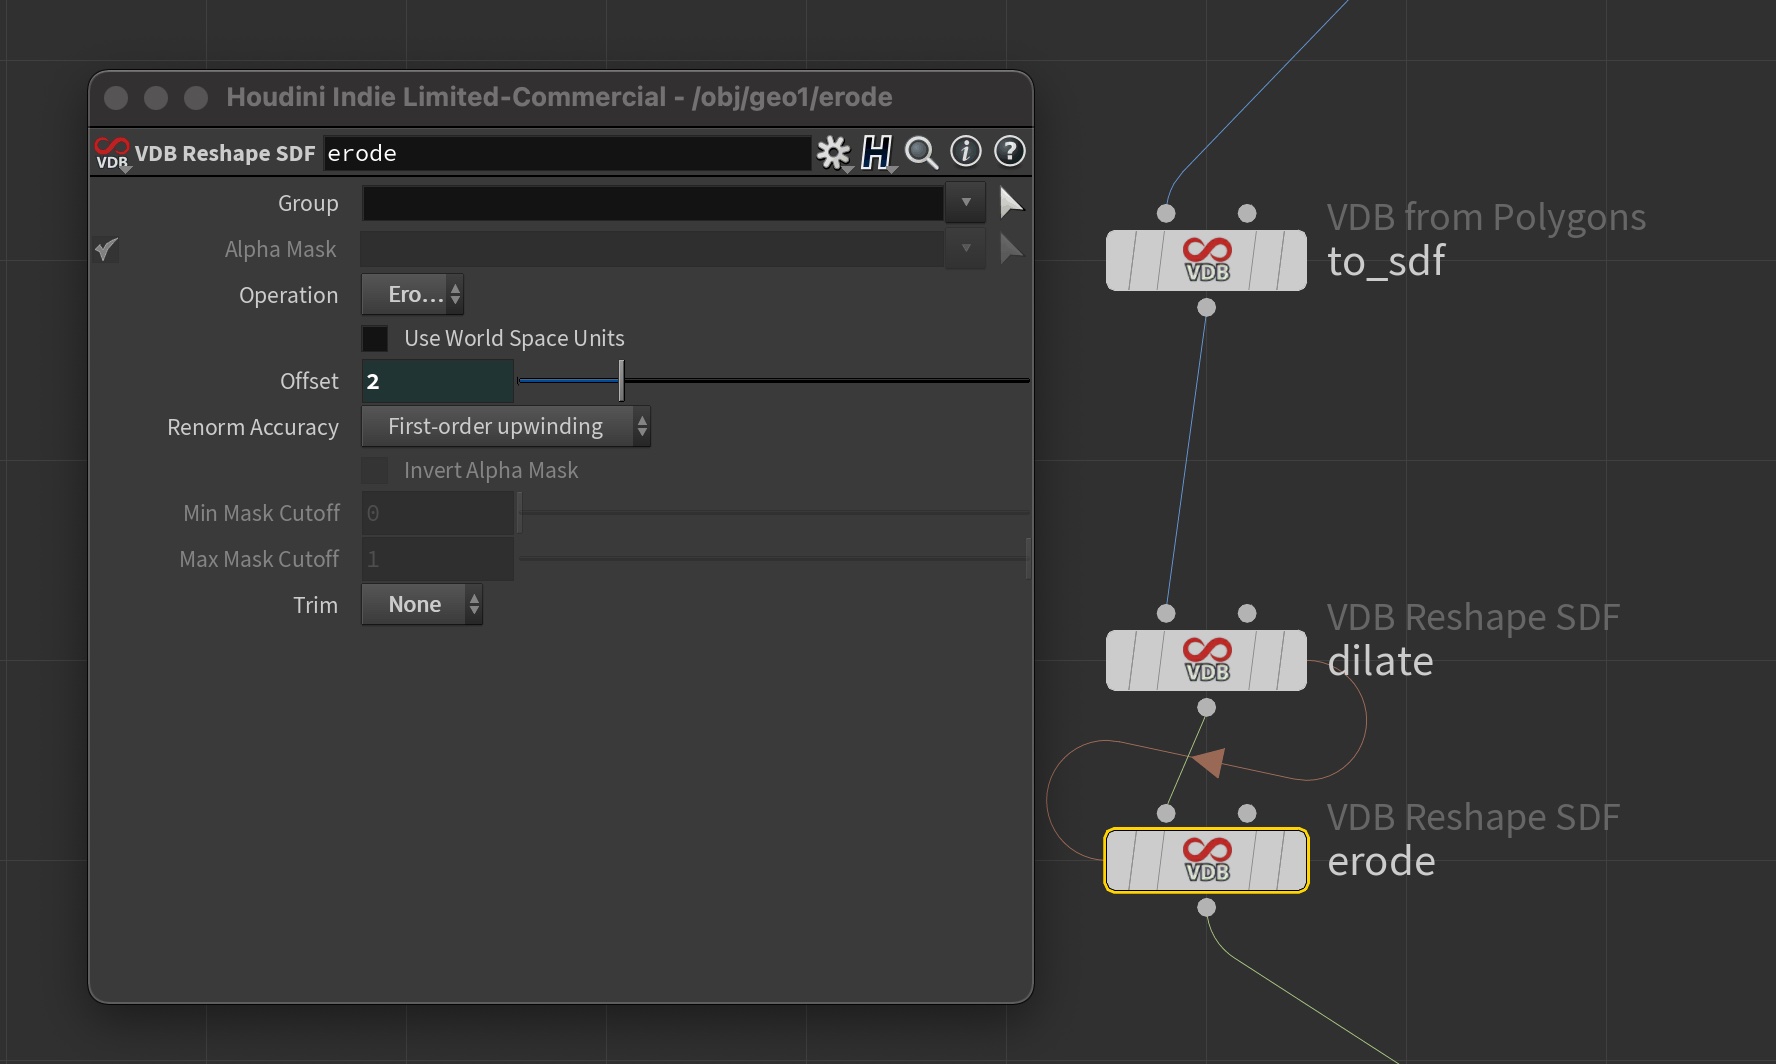 Houdini Indie Limited-Commercial - /obj/geo1/erode
VDB VDB Reshape SDF erode
Group
Alpha Mask
Operation Ero...
Use World Space Units
Offset 2
Renorm Accuracy First-order upwinding
Invert Alpha Mask
Min Mask Cutoff 0
Max Mask Cutoff 1
Trim None
VDB from Polygons
VDB to_sdf
VDB Reshape SDF
VDB dilate
VDB Reshape SDF
VDB erode